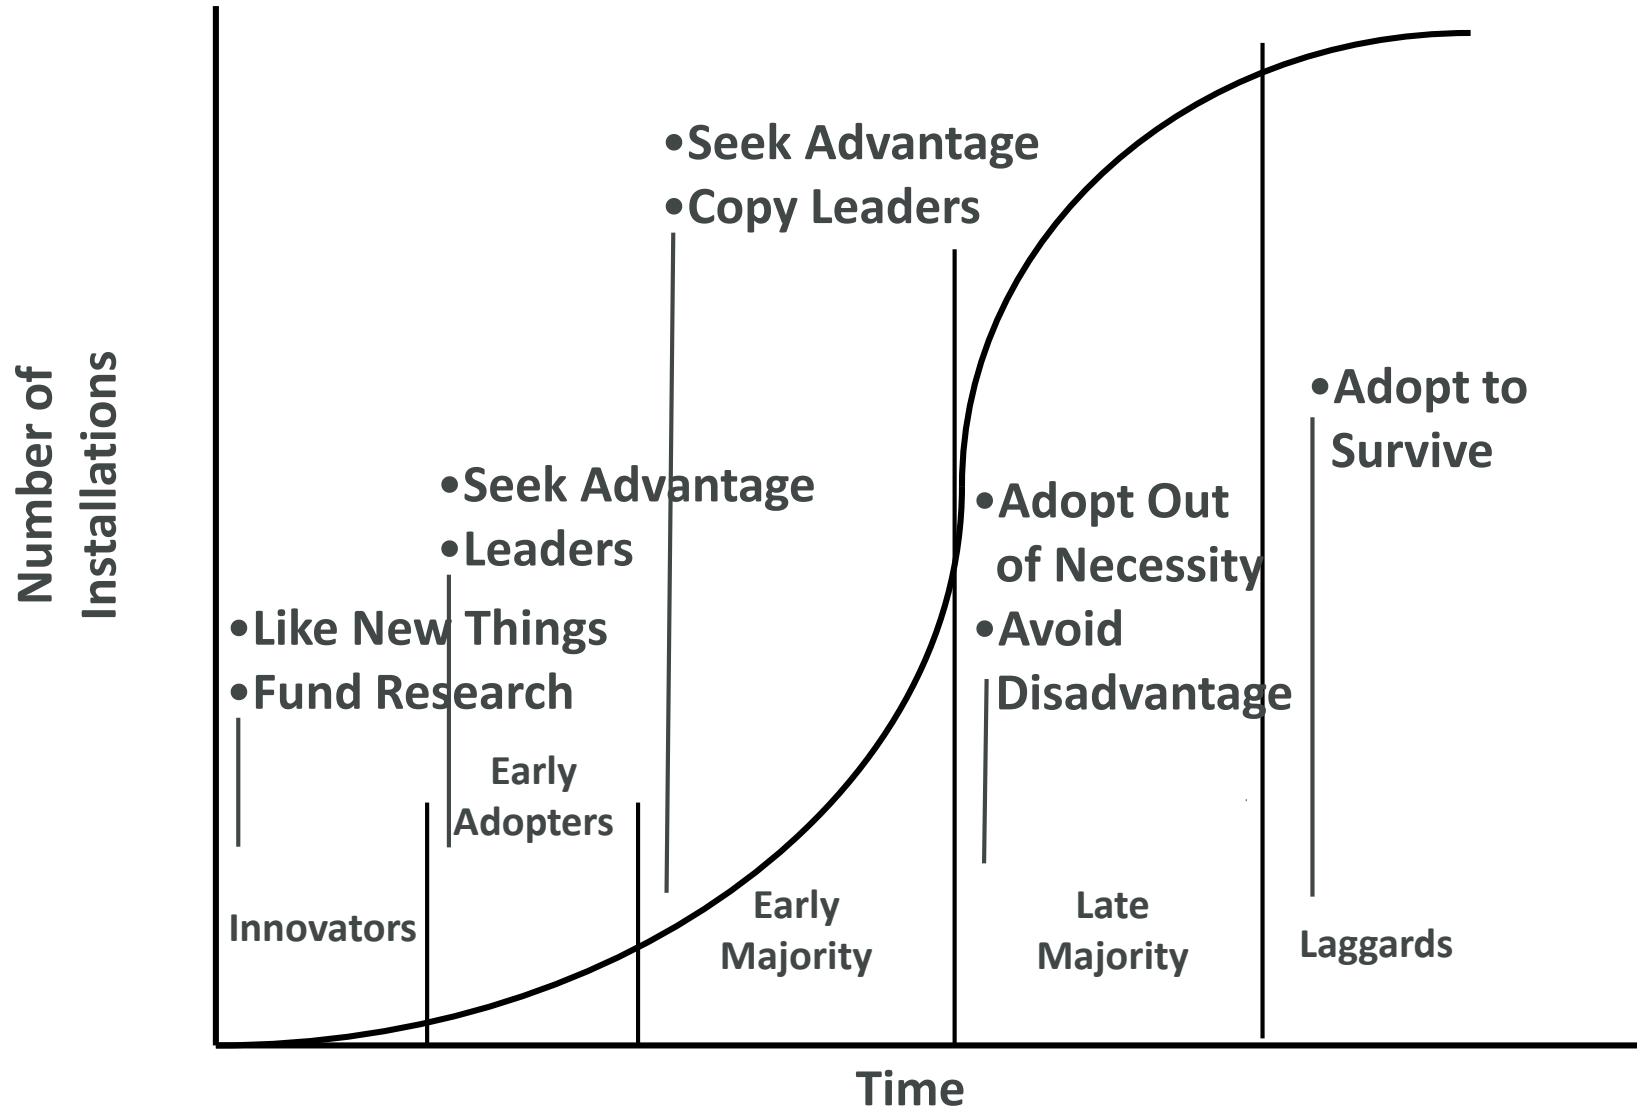 Number of
Installations
•Seek Advantage
•Copy Leaders
•Seek Advantage
•Leaders
•Like New Things
•Fund Research
•Adopt Out
of Necessity
•Avoid
Disadvantage
•Adopt to
Survive
Innovators
Early
Adopters
Early
Majority
Late
Majority
Laggards
Time